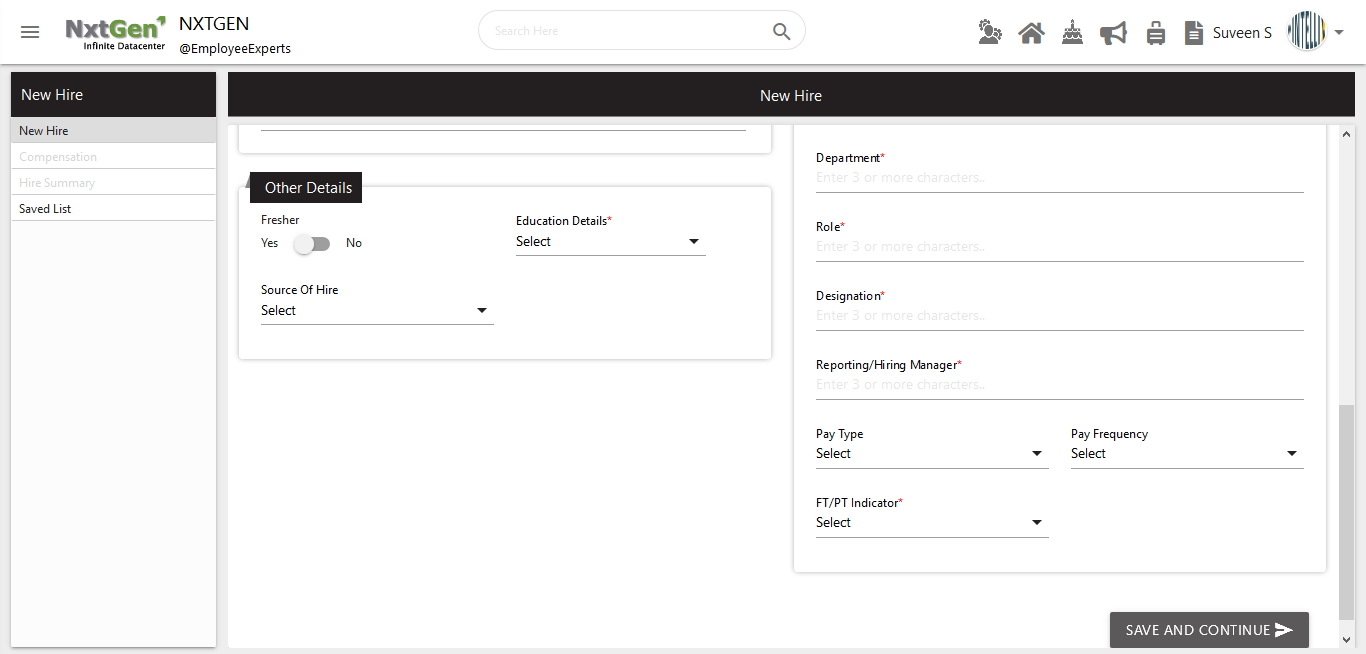 NxtGen
Infinite Datacenter
NXTGEN
@EmployeeExperts
Search Here
Suveen S
INTELI
New Hire
New Hire
Compensation
Hire Summary
Saved List
New Hire
Other Details
Fresher
Yes No
Education Details*
Select
Source Of Hire
Select
Department*
Enter 3 or more characters..
Role*
Enter 3 or more characters..
Designation*
Enter 3 or more characters..
Reporting/Hiring Manager*
Enter 3 or more characters..
Pay Type
Select
Pay Frequency
Select
FT/PT Indicator*
Select
SAVE AND CONTINUE